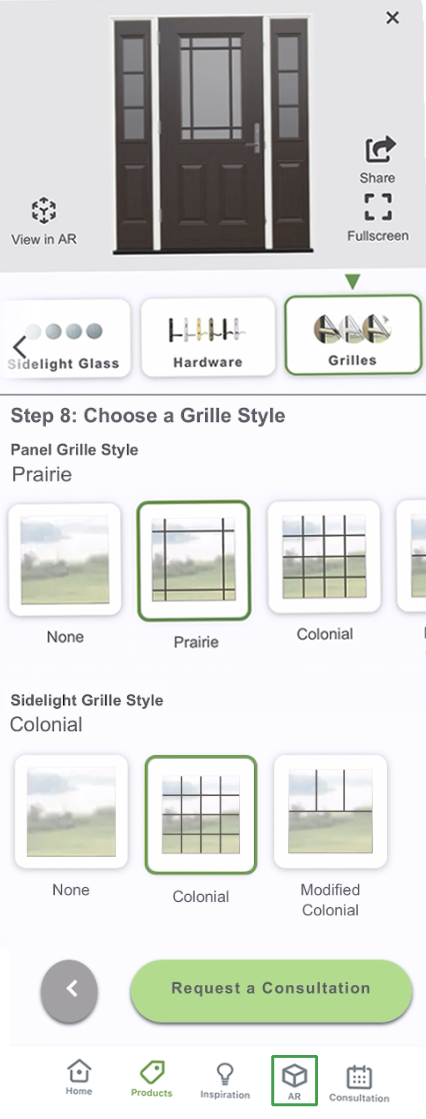 Share
View in AR
Fullscreen
Sidelight Glass
Hardware
Grilles
Step 8: Choose a Grille Style
Panel Grille Style
Prairie
None
Prairie
Colonial
Sidelight Grille Style
Colonial
None
Colonial
Modified
Colonial
Request a Consultation
Home
Products
Inspiration
AR
Consultation